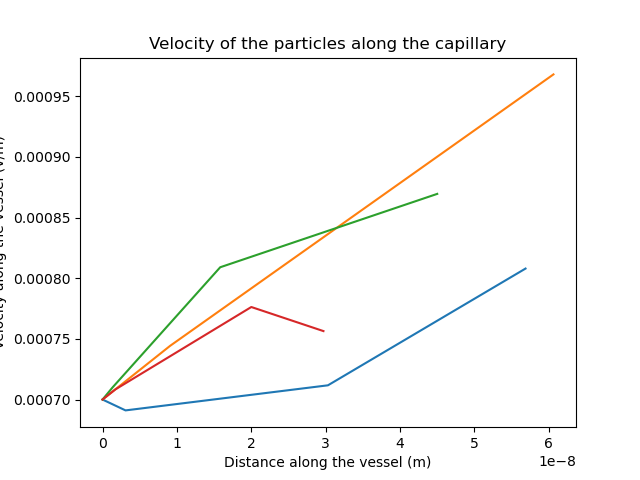 Velocity of the particles along the capillary
0.00095
0.00090
0.00085
0.00080
0.00075
0.00070
along the vessel (v/m)
0 1 2 3 4 5 6
1e−8
Distance along the vessel (m)